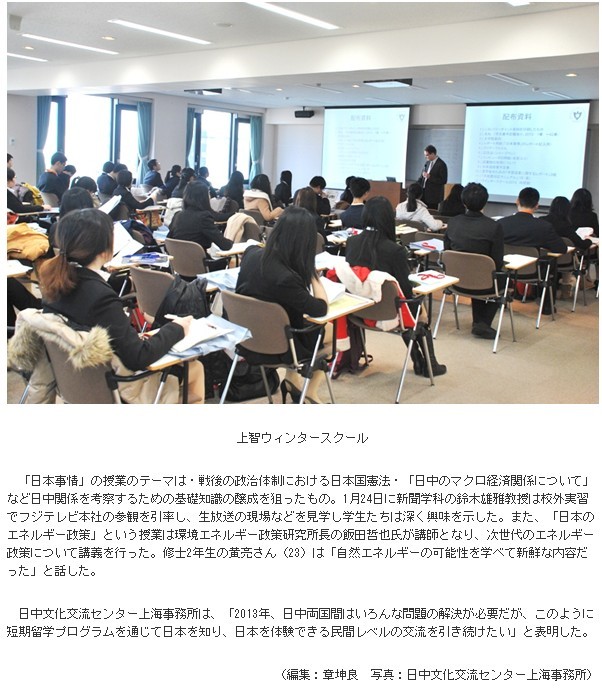 配布資料
配布資料
上智ウィンタースクール
「日本事情」の授業のテーマは・戦後の政治体制における日本国憲法・「日中のマクロ経済関係について」
など日中関係を考察するための基礎知識の醸成を狙ったもの。1月24日に新聞学科の鈴木雄雅教授は校外実習
でフジテレビ本社の参観を引率し、生放送の現場などを見学し学生たちは深く興味を示した。また、「日本の
エネルギー政策」という授業は環境エネルギー政策研究所長の飯田哲也氏が講師となり、次世代のエネルギー
政策について講義を行った。修士2年生の黄亮さん（23）は「自然エネルギーの可能性を学べて新鮮な内容だ
った」と話した。
日中文化交流センター上海事務所は、「2013年、日中両国間はいろんな問題の解決が必要だが、このように
短期留学プログラムを通じて日本を知り、日本を体験できる民間レベルの交流を引き続けたい」と表明した。
（編集：章坤良　写真：日中文化交流センター上海事務所）